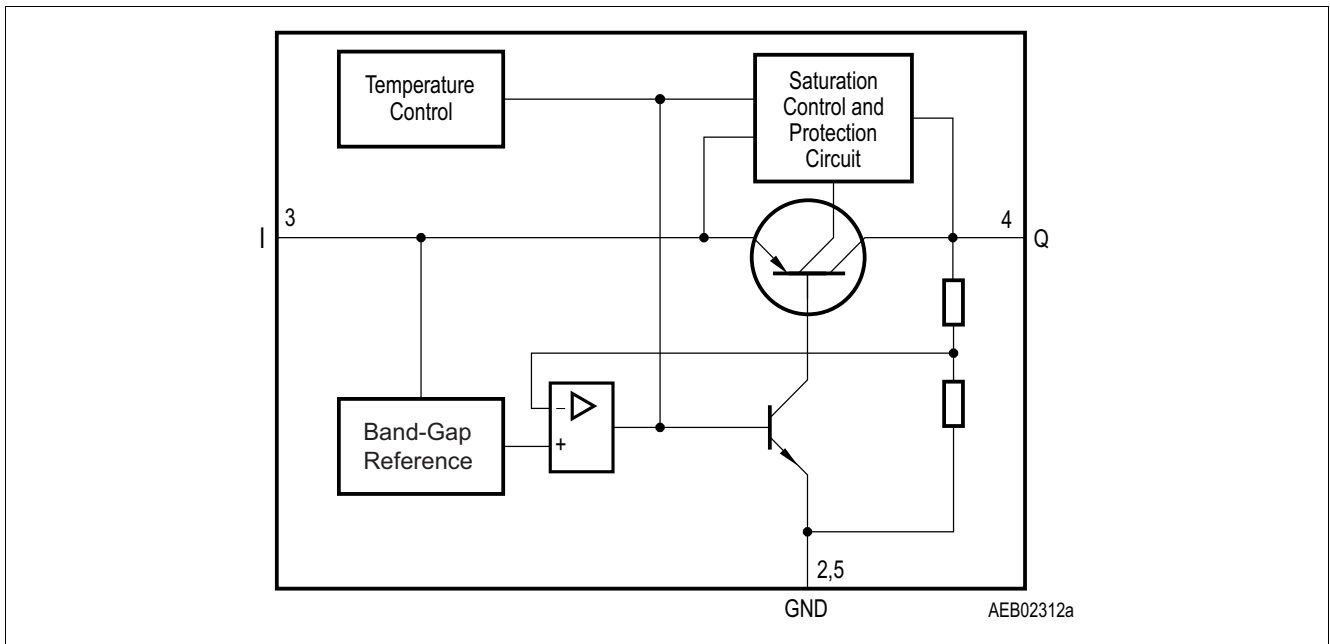 Temperature
Control
Saturation
Control and
Protection
Circuit
3
I
4
Q
Band-Gap
Reference
−
+
2,5
GND
AEB02312a